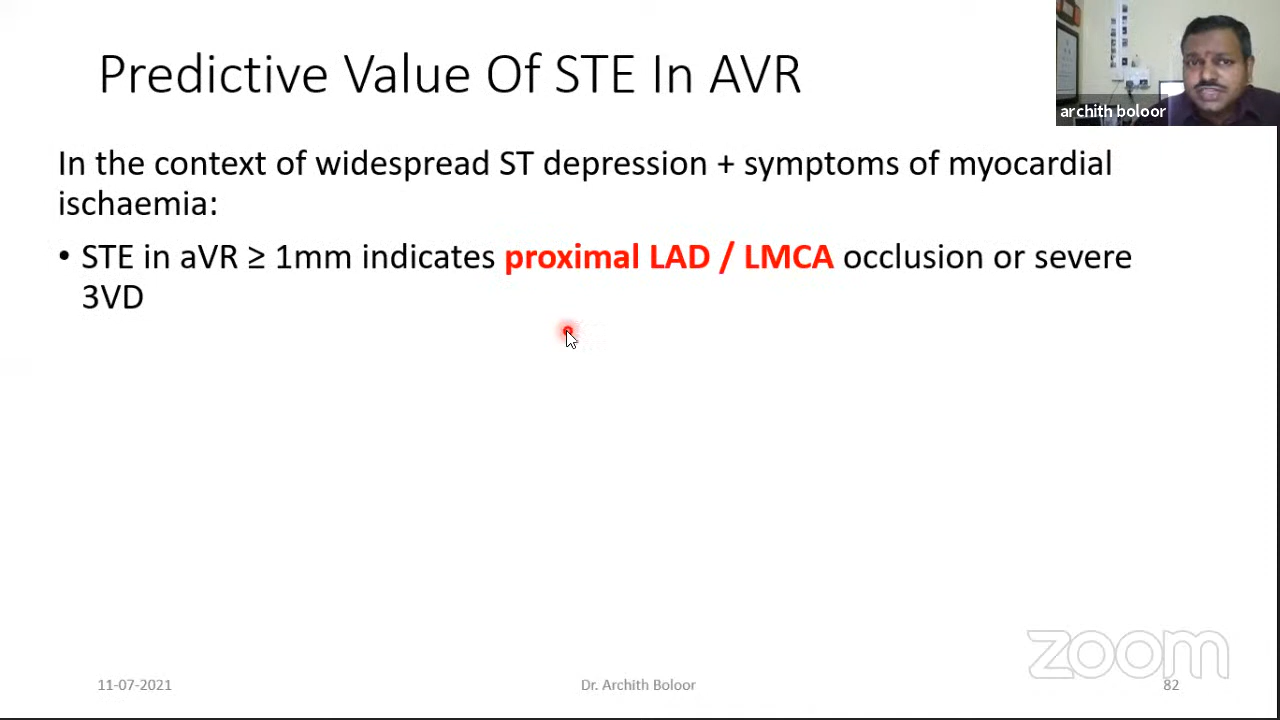 Predictive Value Of STE In AVR
archith boloor
In the context of widespread ST depression + symptoms of myocardial
ischaemia:
• STE in aVR ≥ 1mm indicates proximal LAD / LMCA occlusion or severe
3VD
zoom
11-07-2021
Dr. Archith Boloor
82